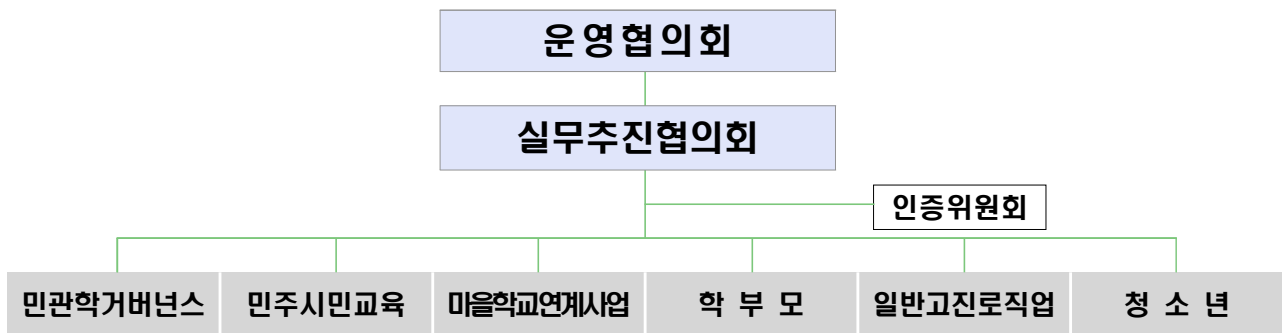 운영협의회
실무추진협의회
인증위원회
민관학거버넌스 민주시민교육 마을학교연계사업 학 부 모 일반고진로직업 청 소 년